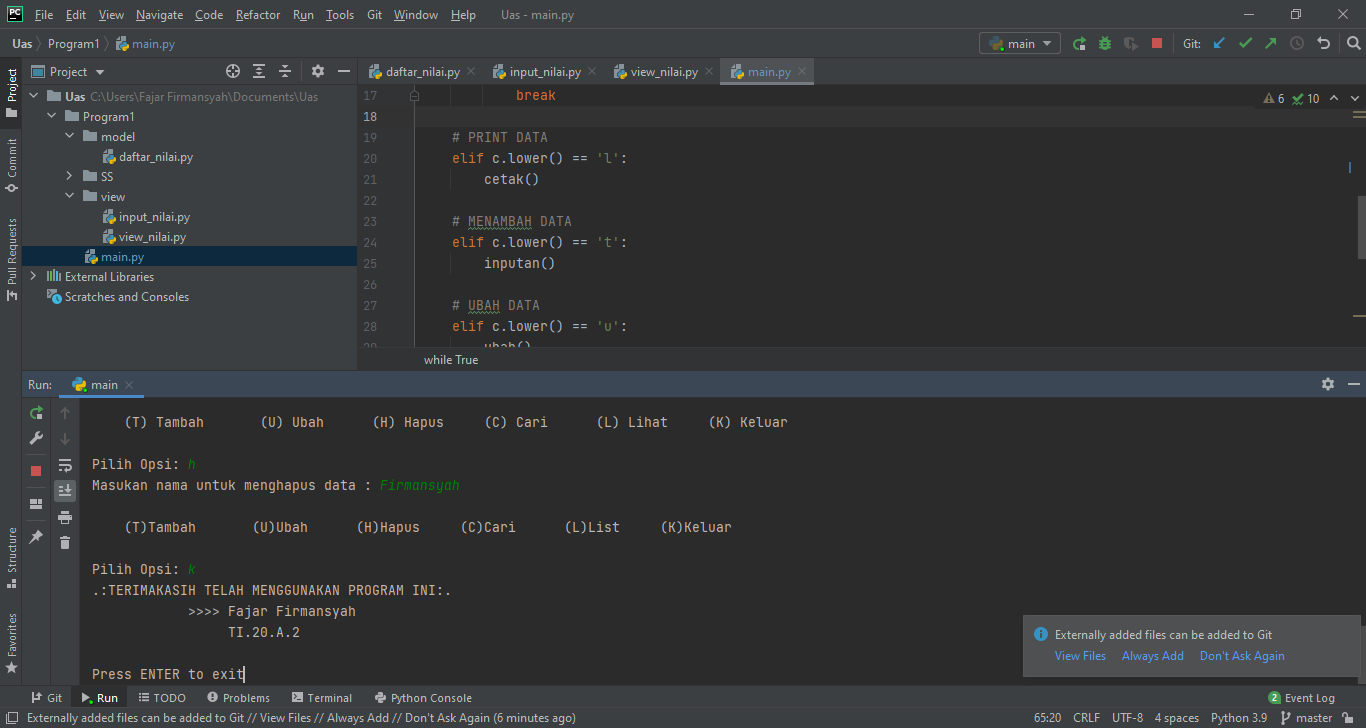 PC File Edit View Navigate Code Refactor Run Tools Git Window Help Uas - main.py
Uas Program1 main.py main Git:
Project daftar_nilai.py input_nilai.py view_nilai.py main.py
Uas C:\Users\Fajar Firmansyah\Documents\Uas
Program1
model
daftar_nilai.py
SS
view
input_nilai.py
view_nilai.py
main.py
External Libraries
Scratches and Consoles
Project
Commit
Pull Requests
Structure
Favorites
6 10
17 break
18
19 # PRINT DATA
20 elif c.lower() == 'l':
21 cetak()
22
23 # MENAMBAH DATA
24 elif c.lower() == 't':
25 inputan()
26
27 # UBAH DATA
28 elif c.lower() == 'u':
29 ubah()
while True
Run: main
(T) Tambah (U) Ubah (H) Hapus (C) Cari (L) Lihat (K) Keluar
Pilih Opsi: h
Masukan nama untuk menghapus data : Firmansyah
(T)Tambah (U)Ubah (H)Hapus (C)Cari (L)List (K)Keluar
Pilih Opsi: k
.:TERIMAKASIH TELAH MENGGUNAKAN PROGRAM INI:.
>>>> Fajar Firmansyah
TI.20.A.2
Press ENTER to exit
Externally added files can be added to Git
View Files Always Add Don't Ask Again
Git Run TODO Problems Terminal Python Console 2 Event Log
Externally added files can be added to Git // View Files // Always Add // Don't Ask Again (6 minutes ago) 65:20 CRLF UTF-8 4 spaces Python 3.9 master